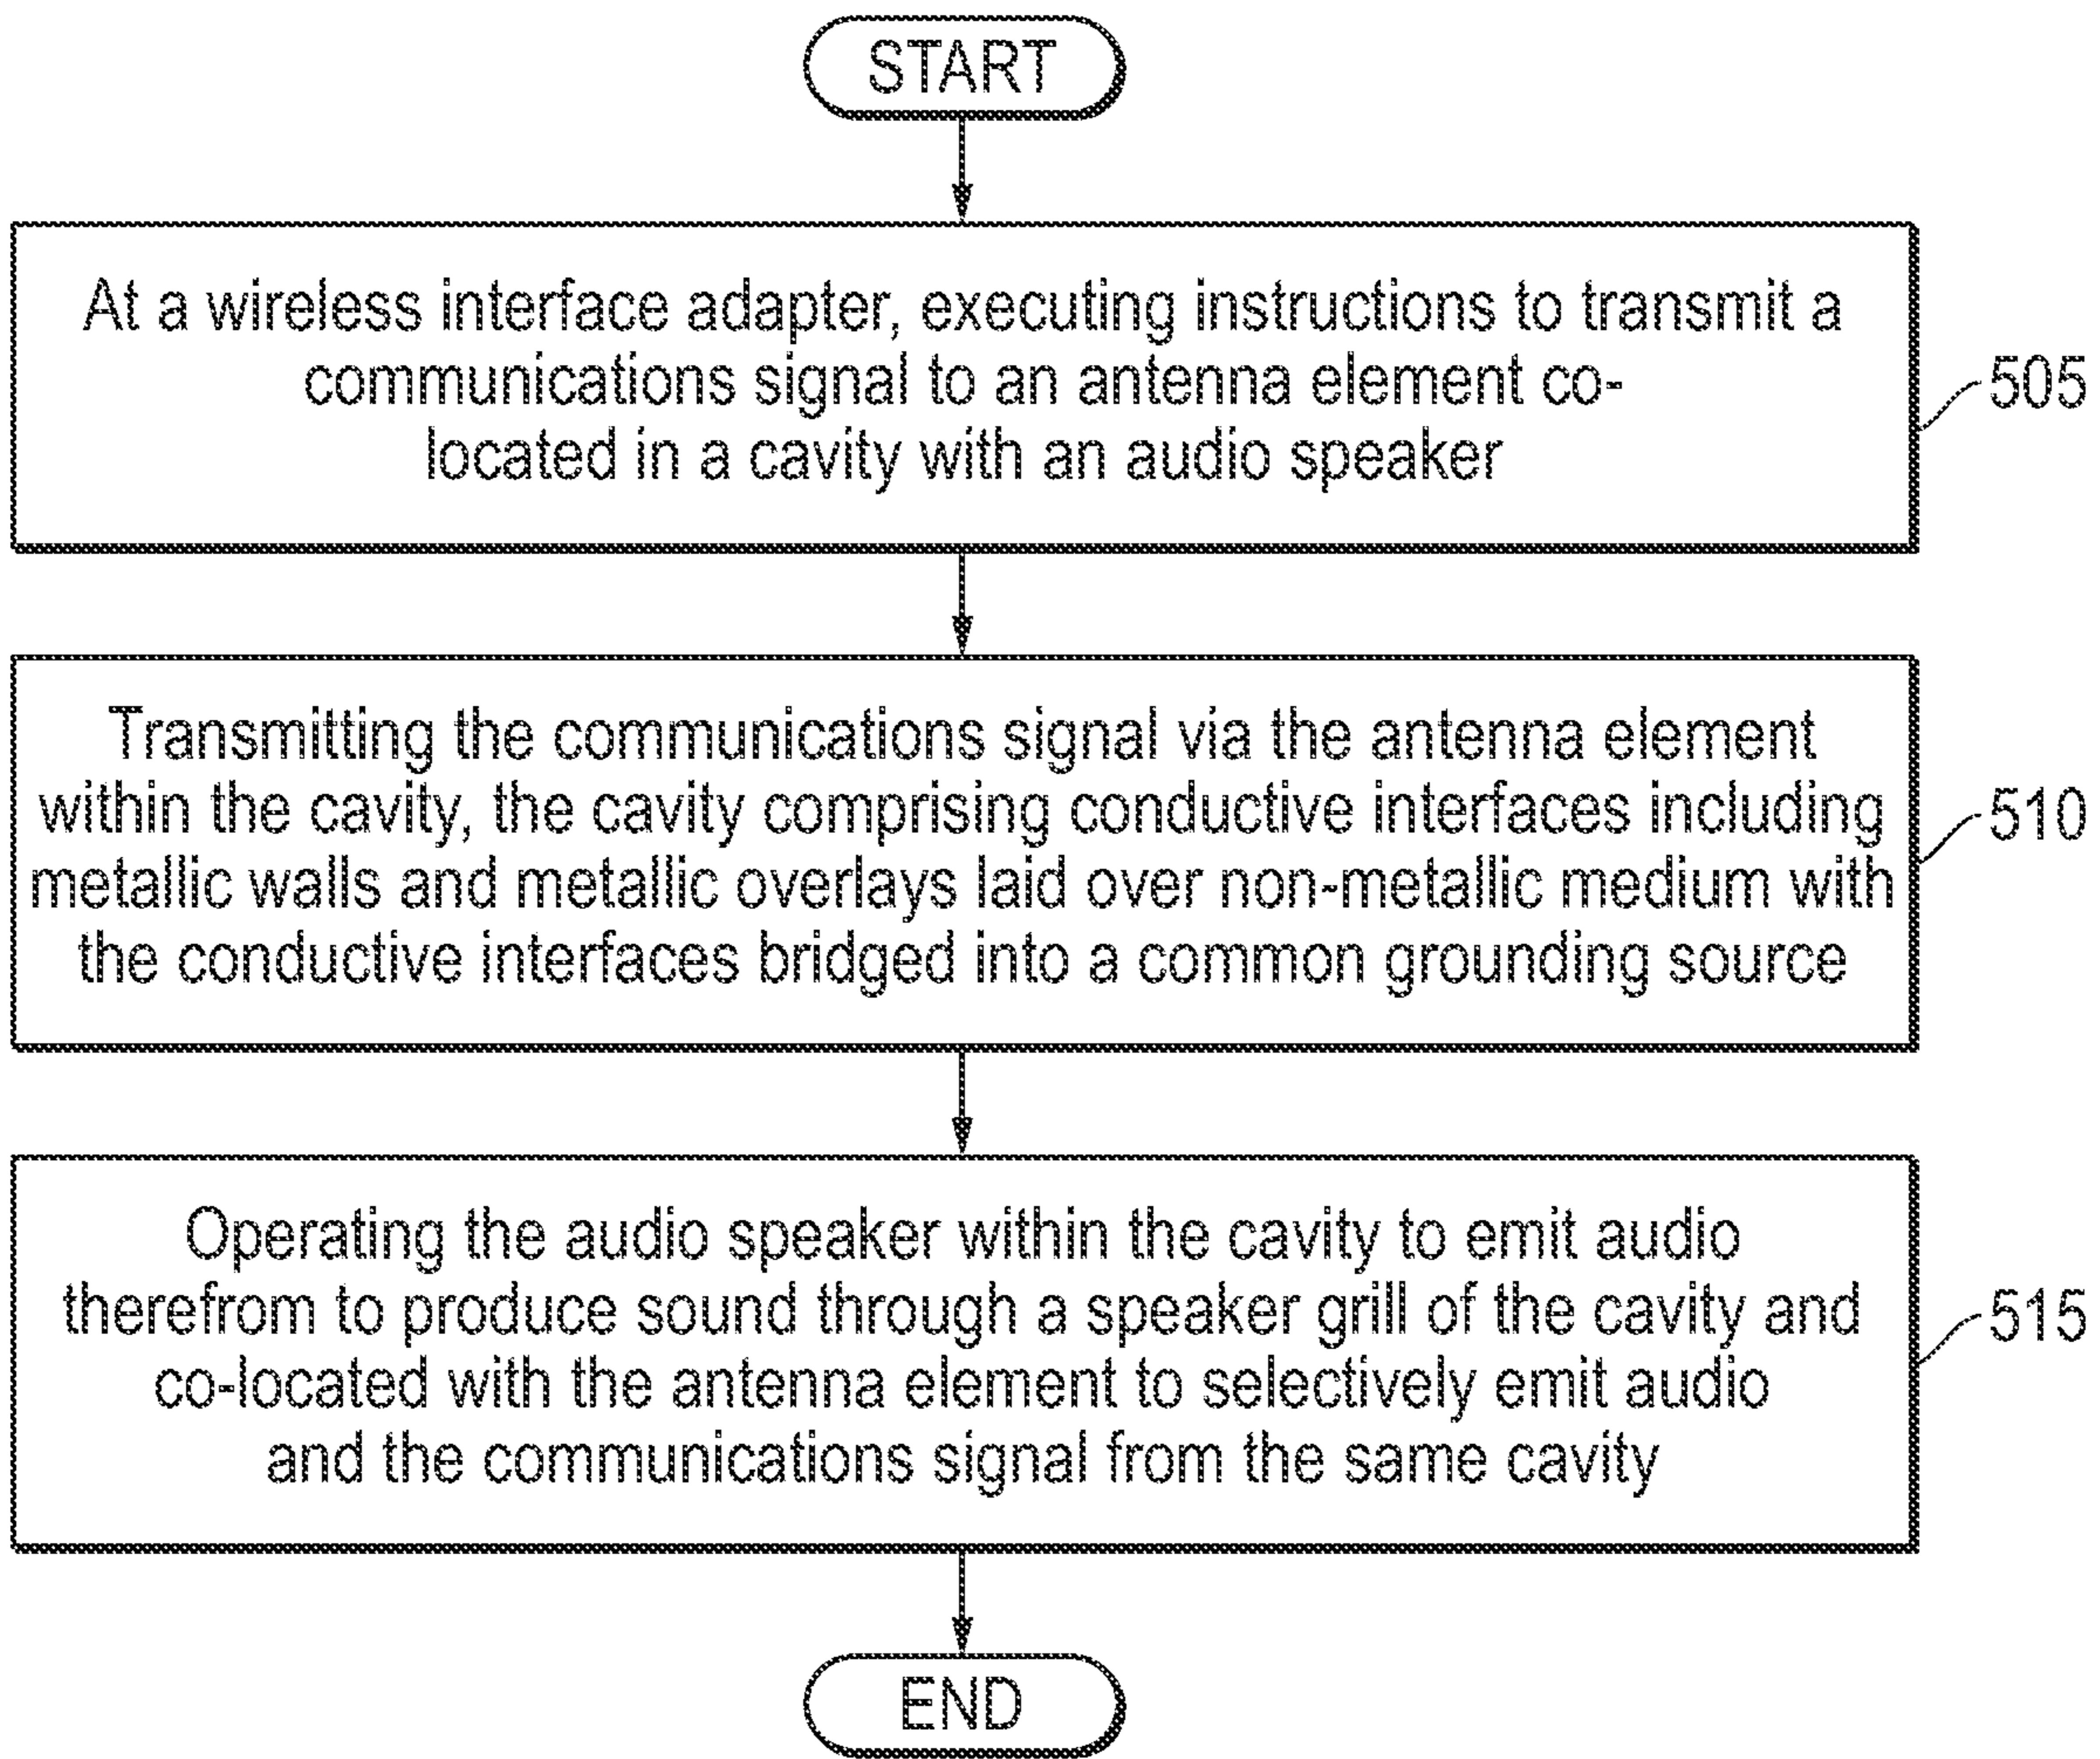 START
At a wireless interface adapter, executing instructions to transmit a
communications signal to an antenna element co-
located in a cavity with an audio speaker
505
Transmitting the communications signal via the antenna element
within the cavity, the cavity comprising conductive interfaces including
metallic walls and metallic overlays laid over non-metallic medium with
the conductive interfaces bridged into a common grounding source
510
Operating the audio speaker within the cavity to emit audio
therefrom to produce sound through a speaker grill of the cavity and
co-located with the antenna element to selectively emit audio
and the communications signal from the same cavity
515
END